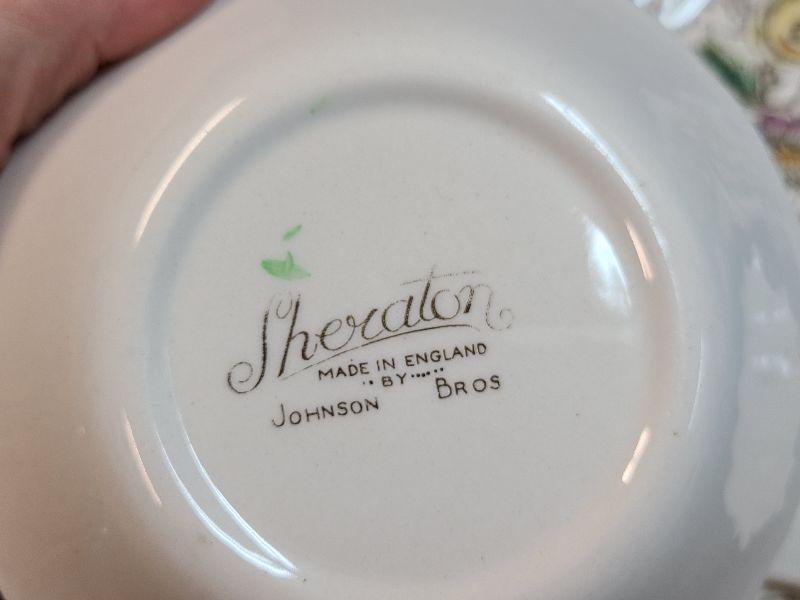 Sheraton
MADE IN ENGLAND
··BY·····
JOHNSON BROS